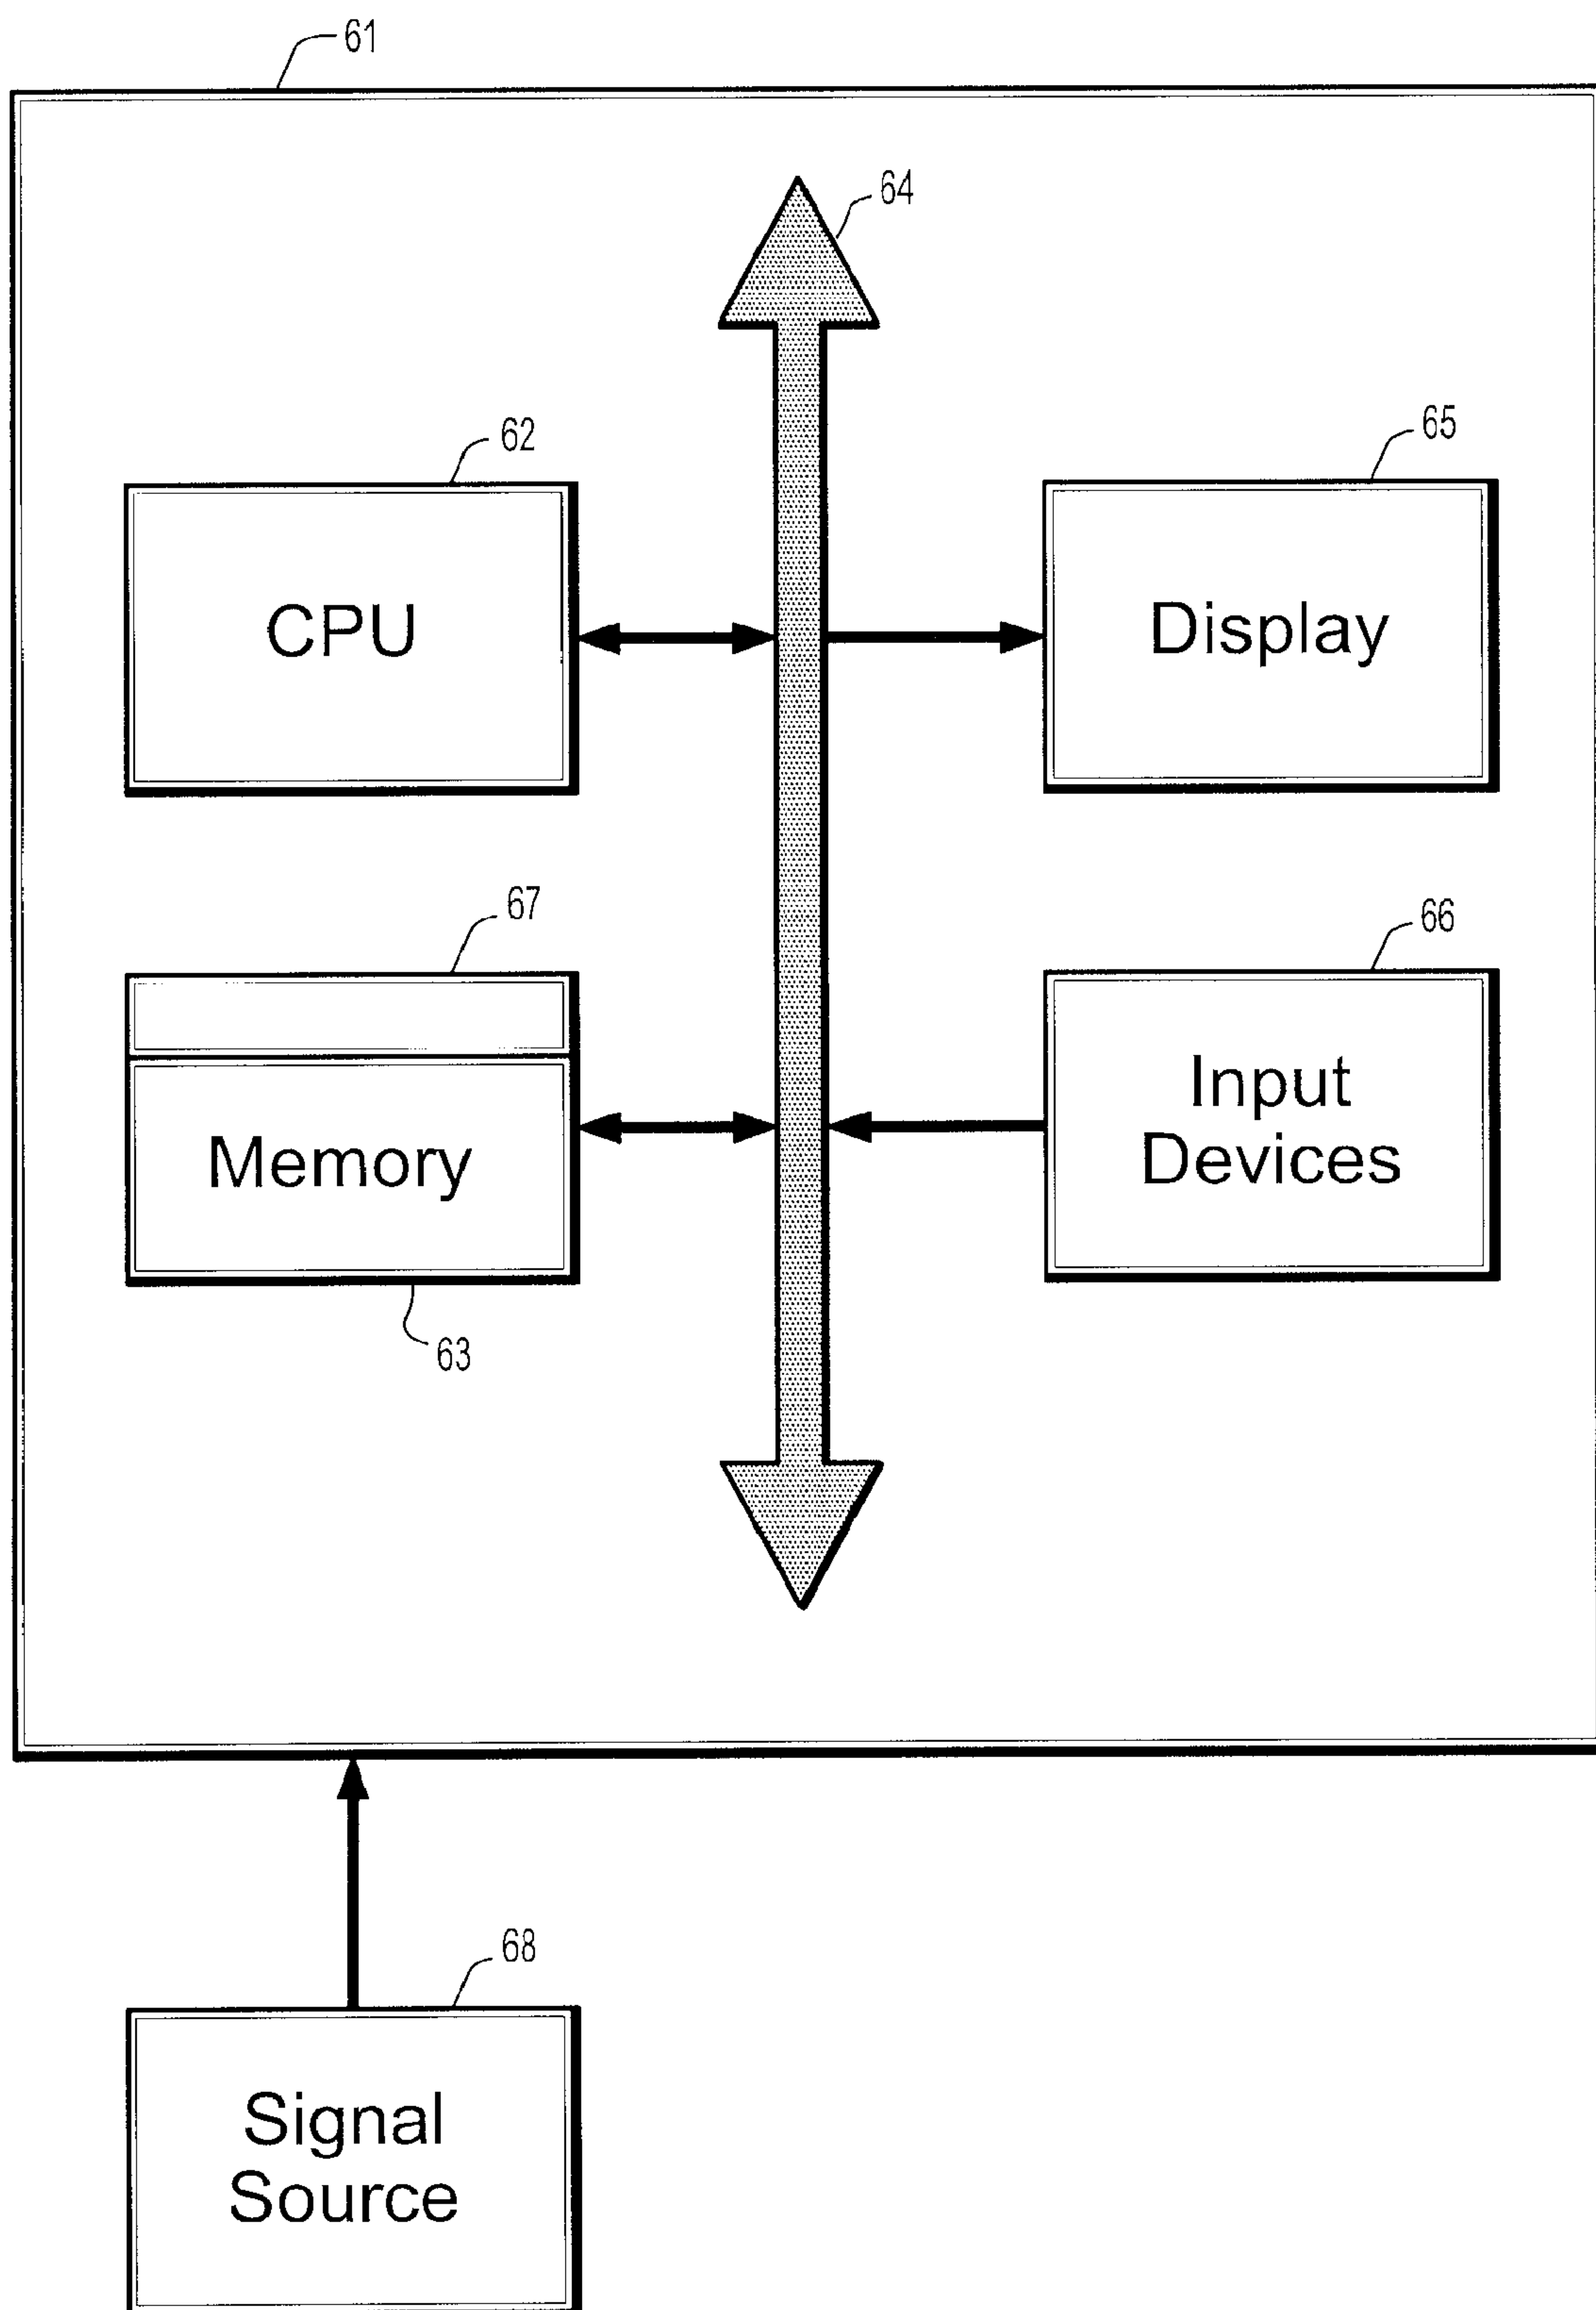 61
64
62
65
CPU
Display
67
66
Input
Devices
Memory
63
68
Signal
Source